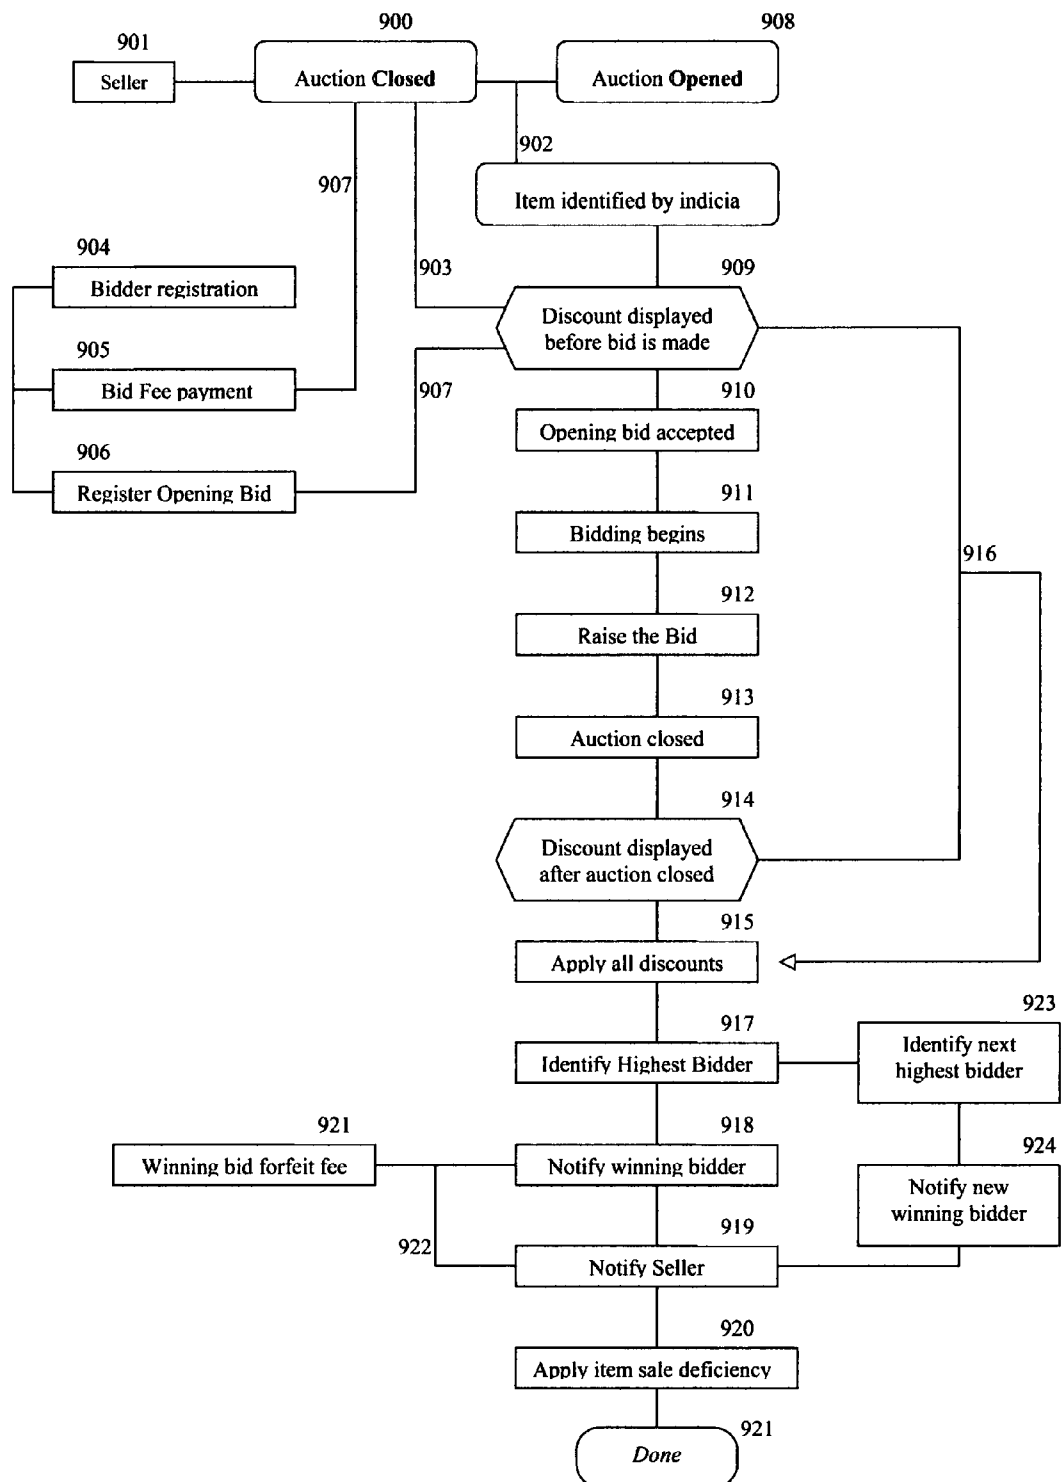 900
908
901
Seller
Auction Closed
Auction Opened
902
907
Item identified by indicia
904
903
909
Bidder registration
Discount displayed
before bid is made
905
Bid Fee payment
907
910
Opening bid accepted
906
Register Opening Bid
911
Bidding begins
916
912
Raise the Bid
913
Auction closed
914
Discount displayed
after auction closed
915
Apply all discounts
917
Identify Highest Bidder
923
Identify next
highest bidder
921
Winning bid forfeit fee
918
Notify winning bidder
924
Notify new
winning bidder
922
919
Notify Seller
920
Apply item sale deficiency
921
Done